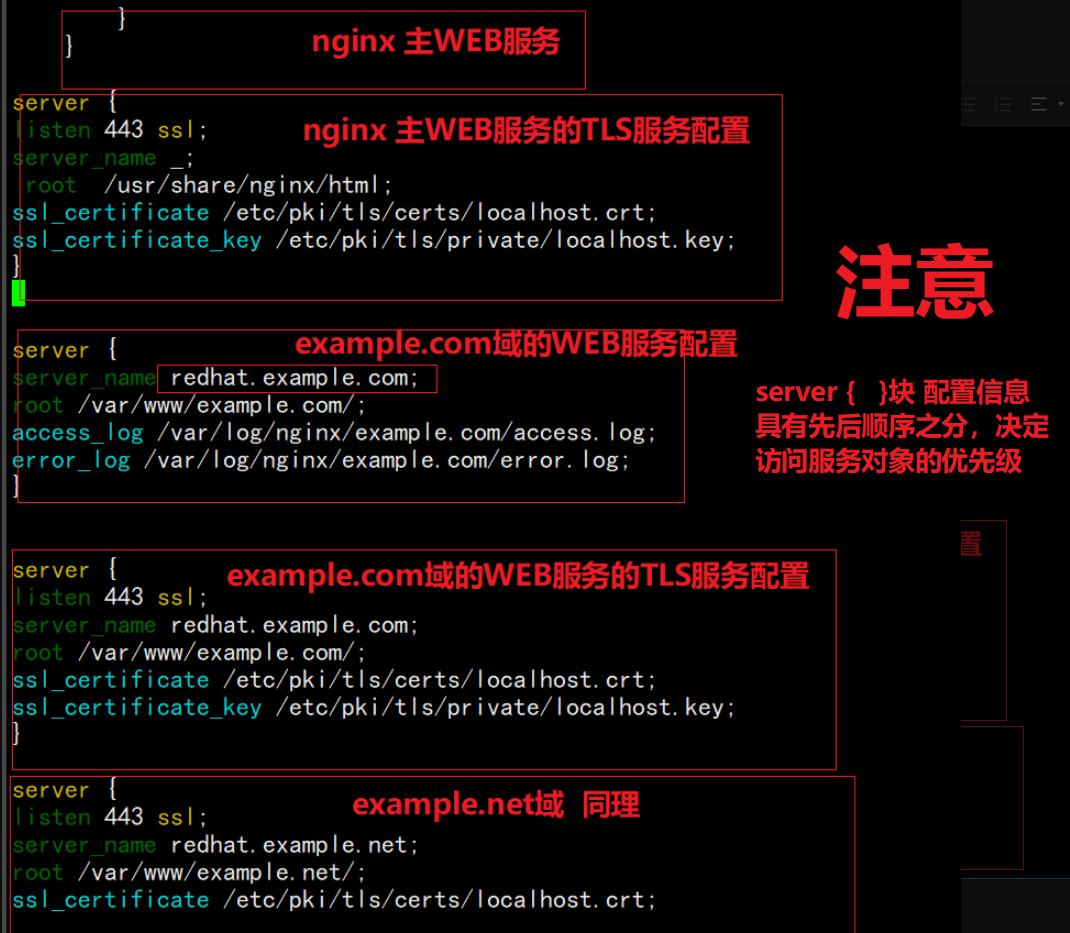 }
}
nginx 主WEB服务
server {
nginx 主WEB服务的TLS服务配置
listen 443 ssl;
server_name _;
root /usr/share/nginx/html;
ssl_certificate /etc/pki/tls/certs/localhost.crt;
ssl_certificate_key /etc/pki/tls/private/localhost.key;
}
注意
server { }块 配置信息
具有先后顺序之分，决定
访问服务对象的优先级
example.com域的WEB服务配置
server {
server_name redhat.example.com;
root /var/www/example.com/;
access_log /var/log/nginx/example.com/access.log;
error_log /var/log/nginx/example.com/error.log;
}
置
server {
example.com域的WEB服务的TLS服务配置
listen 443 ssl;
server_name redhat.example.com;
root /var/www/example.com/;
ssl_certificate /etc/pki/tls/certs/localhost.crt;
ssl_certificate_key /etc/pki/tls/private/localhost.key;
}
server {
example.net域 同理
listen 443 ssl;
server_name redhat.example.net;
root /var/www/example.net/;
ssl_certificate /etc/pki/tls/certs/localhost.crt;